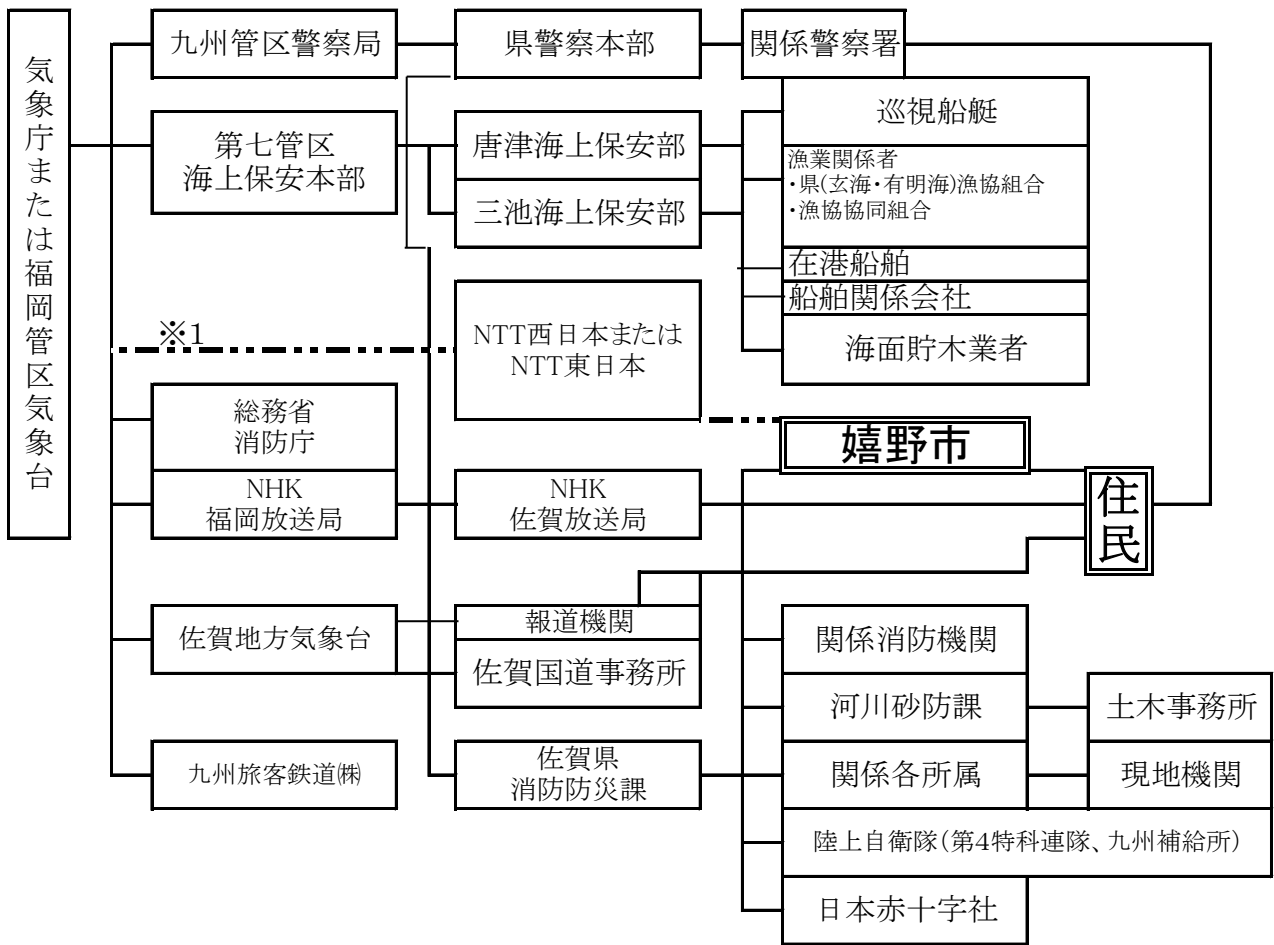 気象庁または福岡管区気象台
九州管区警察局
県警察本部
関係警察署
第七管区
海上保安本部
唐津海上保安部
三池海上保安部
巡視船艇
漁業関係者
・県(玄海・有明海)漁協組合
・漁協協同組合
在港船舶
船舶関係会社
海面貯木業者
※1
NTT西日本または
NTT東日本
総務省
消防庁
嬉野市
NHK
福岡放送局
NHK
佐賀放送局
住民
佐賀地方気象台
報道機関
佐賀国道事務所
関係消防機関
河川砂防課
土木事務所
九州旅客鉄道㈱
佐賀県
消防防災課
関係各所属
現地機関
陸上自衛隊(第4特科連隊、九州補給所)
日本赤十字社